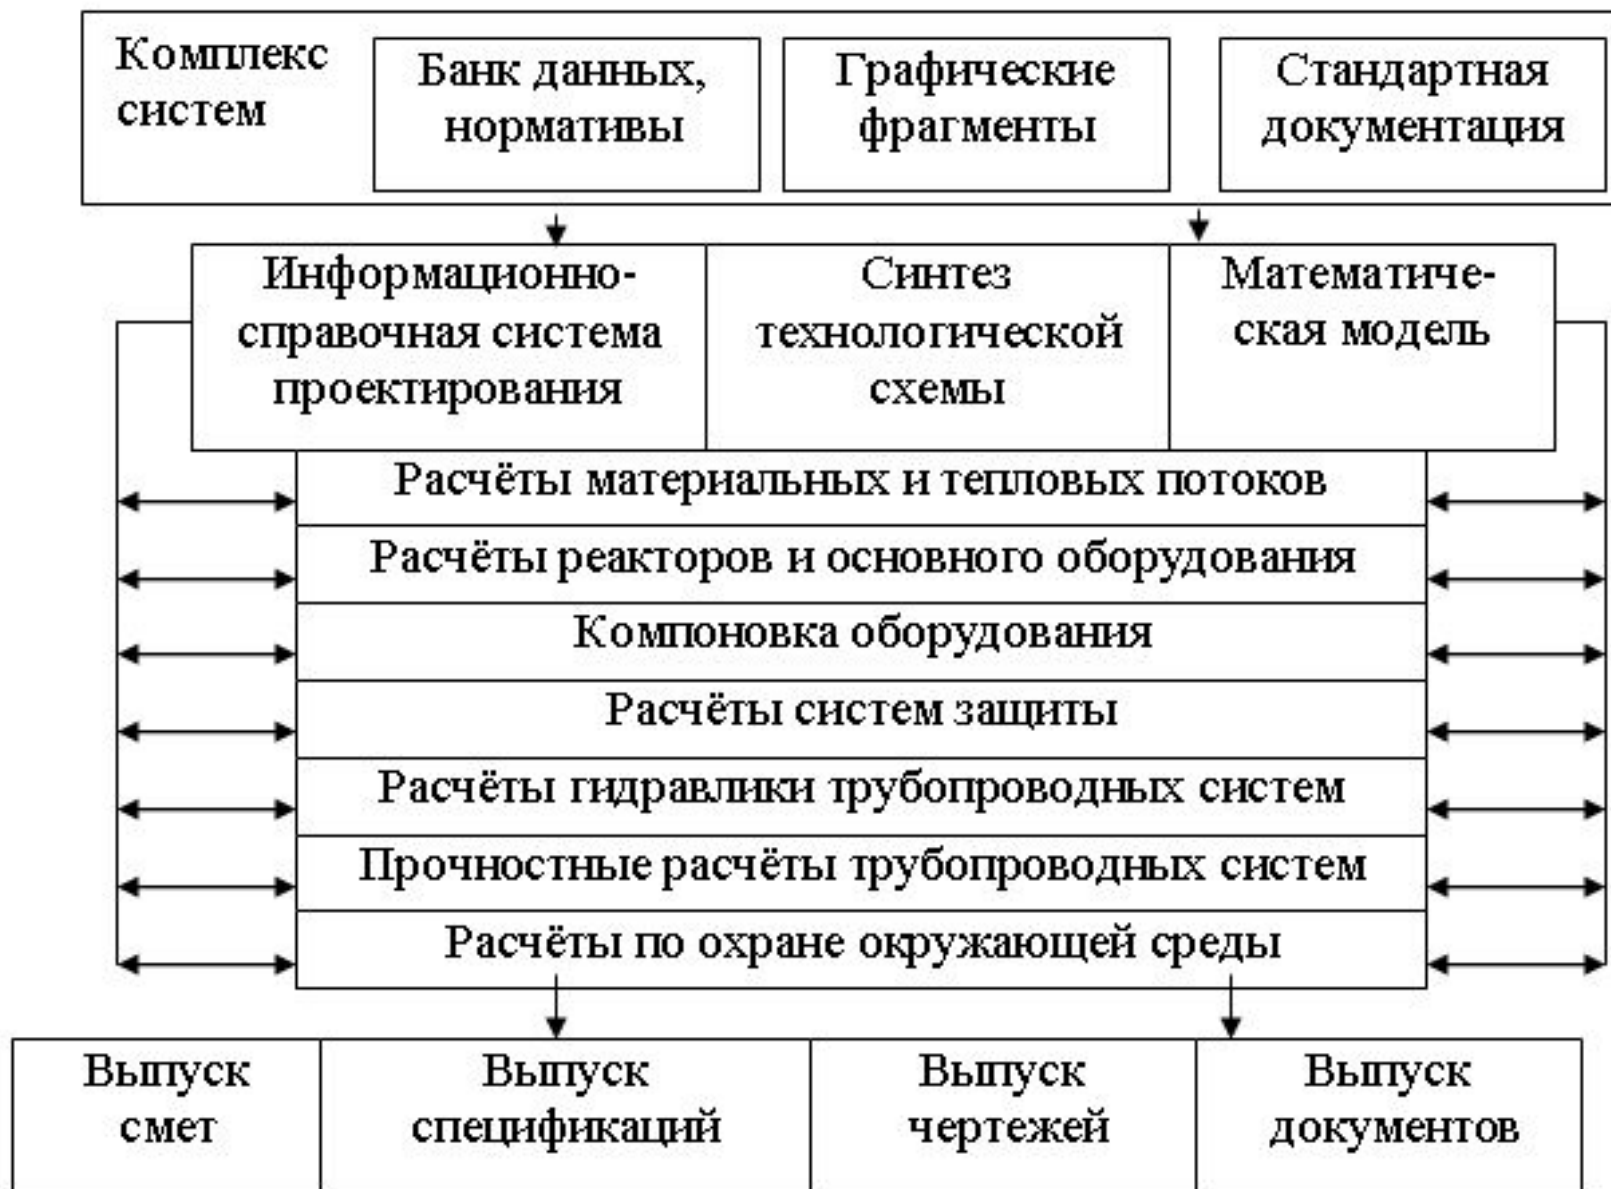 Комплекс
систем
Банк данных,
нормативы
Графические
фрагменты
Стандартная
документация
Информационно-
справочная система
проектирования
Синтез
технологической
схемы
Математиче-
ская модель
Расчёты материальных и тепловых потоков
Расчёты реакторов и основного оборудования
Компоновка оборудования
Расчёты систем защиты
Расчёты гидравлики трубопроводных систем
Прочностные расчёты трубопроводных систем
Расчёты по охране окружающей среды
Выпуск
смет
Выпуск
спецификаций
Выпуск
чертежей
Выпуск
документов